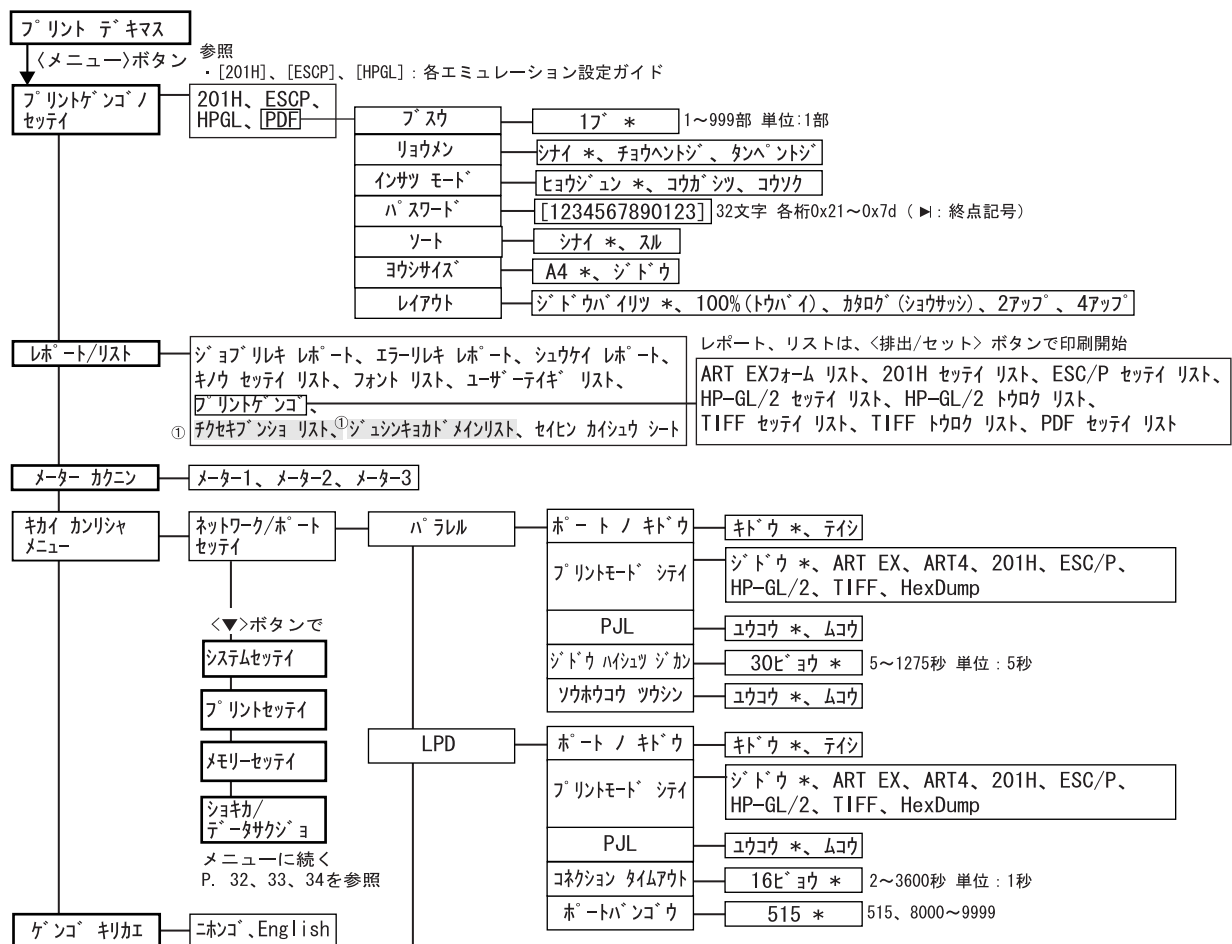 プリント デキマス
〈メニュー〉ボタン
参照
・[201H]、[ESCP]、[HPGL]：各エミュレーション設定ガイド
プリントゲンゴノ
セッテイ
201H、ESCP、
HPGL、PDF
ブスウ
1ブ *
1～999部 単位:1部
リョウメン
シナイ *、チョウヘントジ、タンペントジ
インサツ モード
ヒョウジュン *、コウガシツ、コウソク
パスワード
[1234567890123]
32文字 各桁0x21～0x7d（ ▶|: 終点記号）
ソート
シナイ *、スル
ヨウシサイズ
A4 *、ジドウ
レイアウト
ジドウバイリツ *、100%(トウバイ)、カタログ(ショウサッシ)、2アップ、4アップ
レポート/リスト
ジョブリレキ レポート、エラーリレキ レポート、シュウケイ レポート、
キノウ セッテイ リスト、フォント リスト、ユーザーテイギ リスト、
プリントゲンゴ、
① チクセキブンショ リスト、①ジュシンキョカドメインリスト、セイヒン カイシュウ シート
レポート、リストは、〈排出/セット〉ボタンで印刷開始
ART EXフォーム リスト、201H セッテイ リスト、ESC/P セッテイ リスト、
HP-GL/2 セッテイ リスト、HP-GL/2 トウロク リスト、
TIFF セッテイ リスト、TIFF トウロク リスト、PDF セッテイ リスト
メーター カクニン
メーター1、メーター2、メーター3
キカイ カンリシャ
メニュー
ネットワーク/ポート
セッテイ
パラレル
ポート ノ キドウ
キドウ *、テイシ
プリントモード シテイ
ジドウ *、ART EX、ART4、201H、ESC/P、
HP-GL/2、TIFF、HexDump
PJL
ユウコウ *、ムコウ
ジドウ ハイシュツ ジカン
30ビョウ *
5～1275秒 単位：5秒
ソウホウコウ ツウシン
ユウコウ *、ムコウ
〈▼〉ボタンで
システムセッテイ
プリントセッテイ
メモリーセッテイ
ショキカ/
データサクジョ
メニューに続く
P. 32、33、34を参照
LPD
ポート ノ キドウ
キドウ *、テイシ
プリントモード シテイ
ジドウ *、ART EX、ART4、201H、ESC/P、
HP-GL/2、TIFF、HexDump
PJL
ユウコウ *、ムコウ
コネクション タイムアウト
16ビョウ *
2～3600秒 単位：1秒
ポートバンゴウ
515 *
515、8000～9999
ゲンゴ キリカエ
ニホンゴ、English